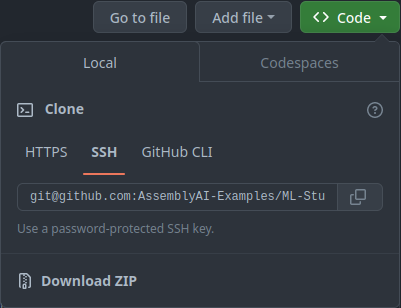 Go to file Add file <> Code
Local Codespaces
Clone
HTTPS SSH GitHub CLI
git@github.com:AssemblyAI-Examples/ML-Stu
Use a password-protected SSH key.
Download ZIP